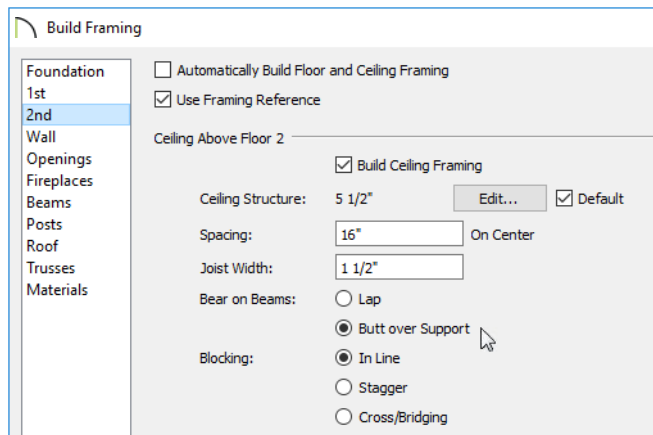 Build Framing
Foundation
1st
2nd
Wall
Openings
Fireplaces
Beams
Posts
Roof
Trusses
Materials
Automatically Build Floor and Ceiling Framing
Use Framing Reference
Ceiling Above Floor 2
Build Ceiling Framing
Ceiling Structure: 5 1/2" Edit... Default
Spacing: 16" On Center
Joist Width: 1 1/2"
Bear on Beams: Lap
Butt over Support
Blocking: In Line
Stagger
Cross/Bridging